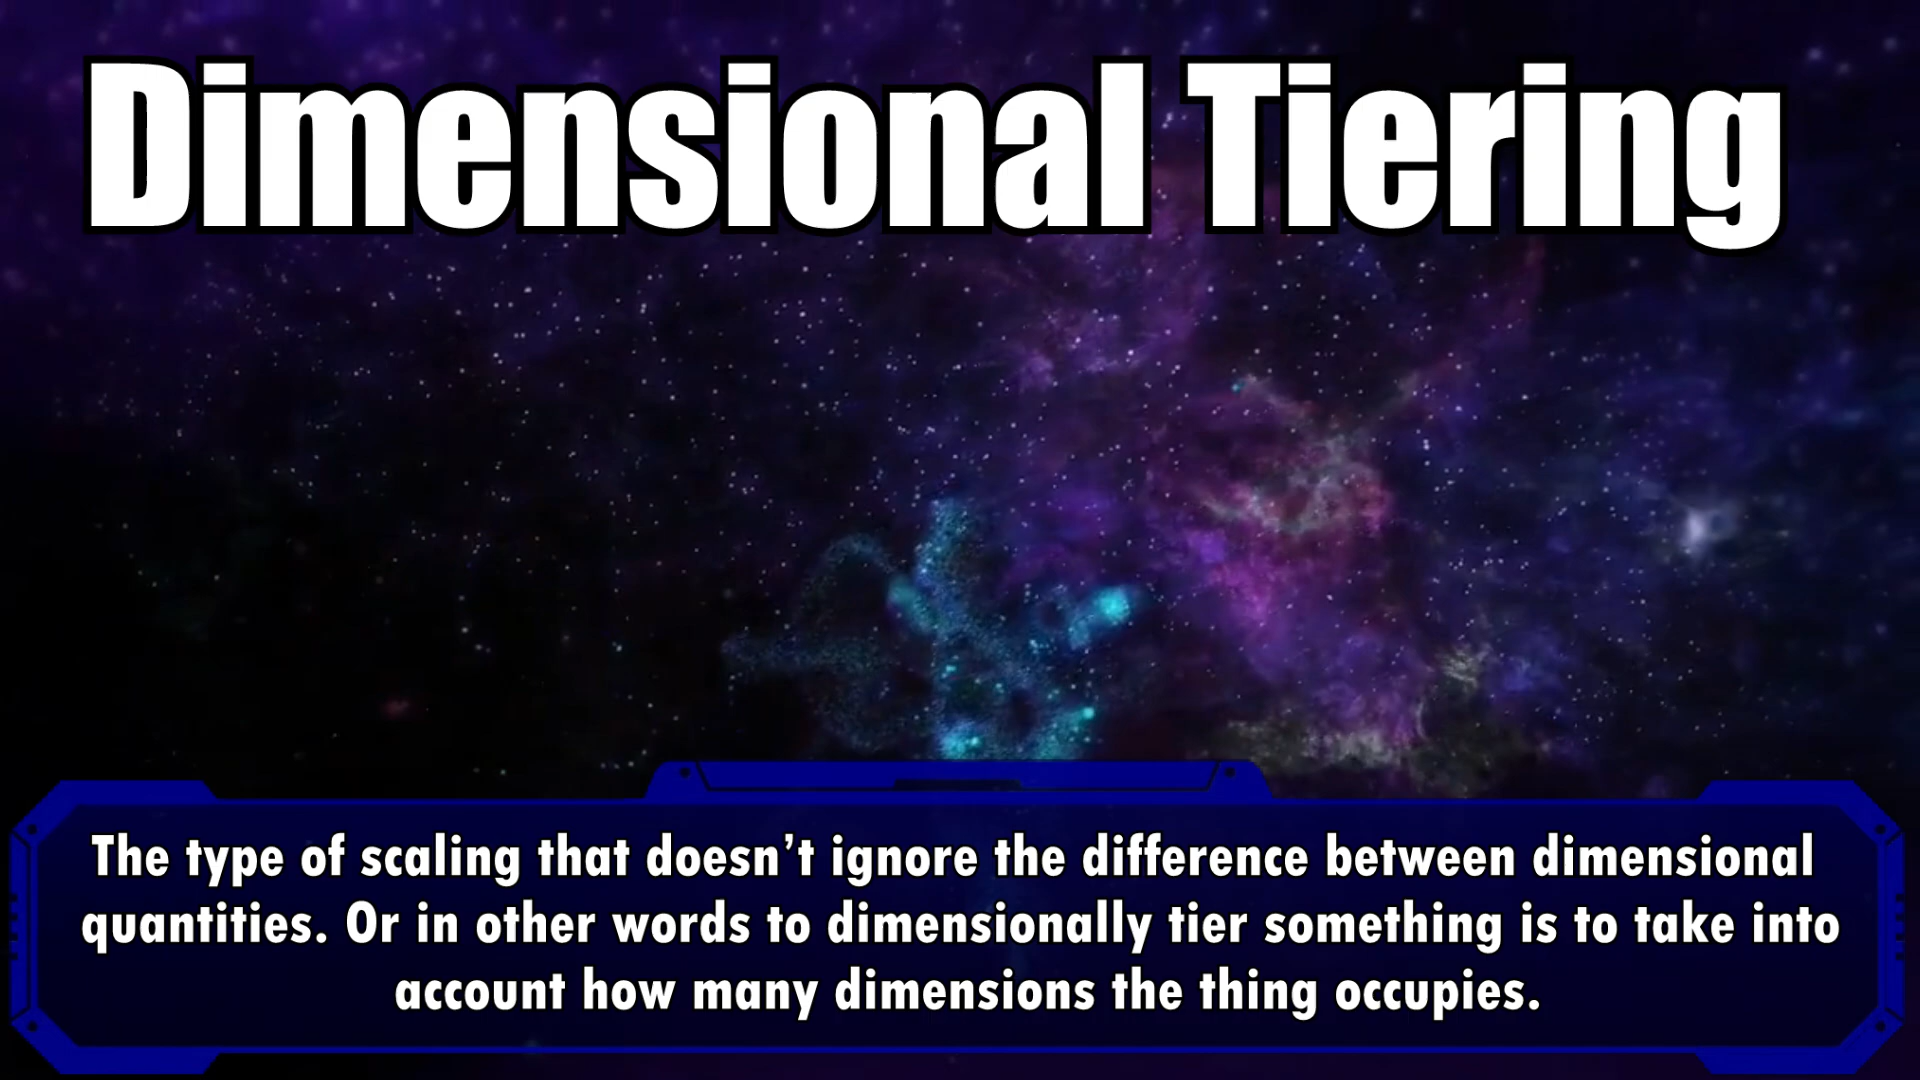 Dimensional Tiering
The type of scaling that doesn’t ignore the difference between dimensional
quantities. Or in other words to dimensionally tier something is to take into
account how many dimensions the thing occupies.